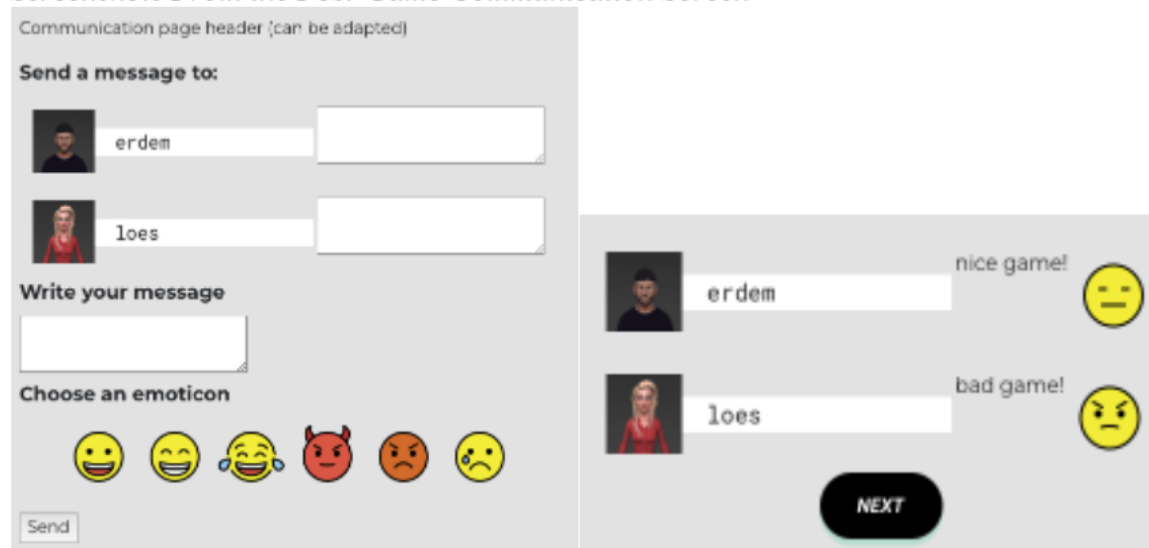 Communication page header (can be adapted)
Send a message to:
erdem
loes
Write your message
Choose an emoticon
Send
nice game!
erdem
bad game!
loes
NEXT